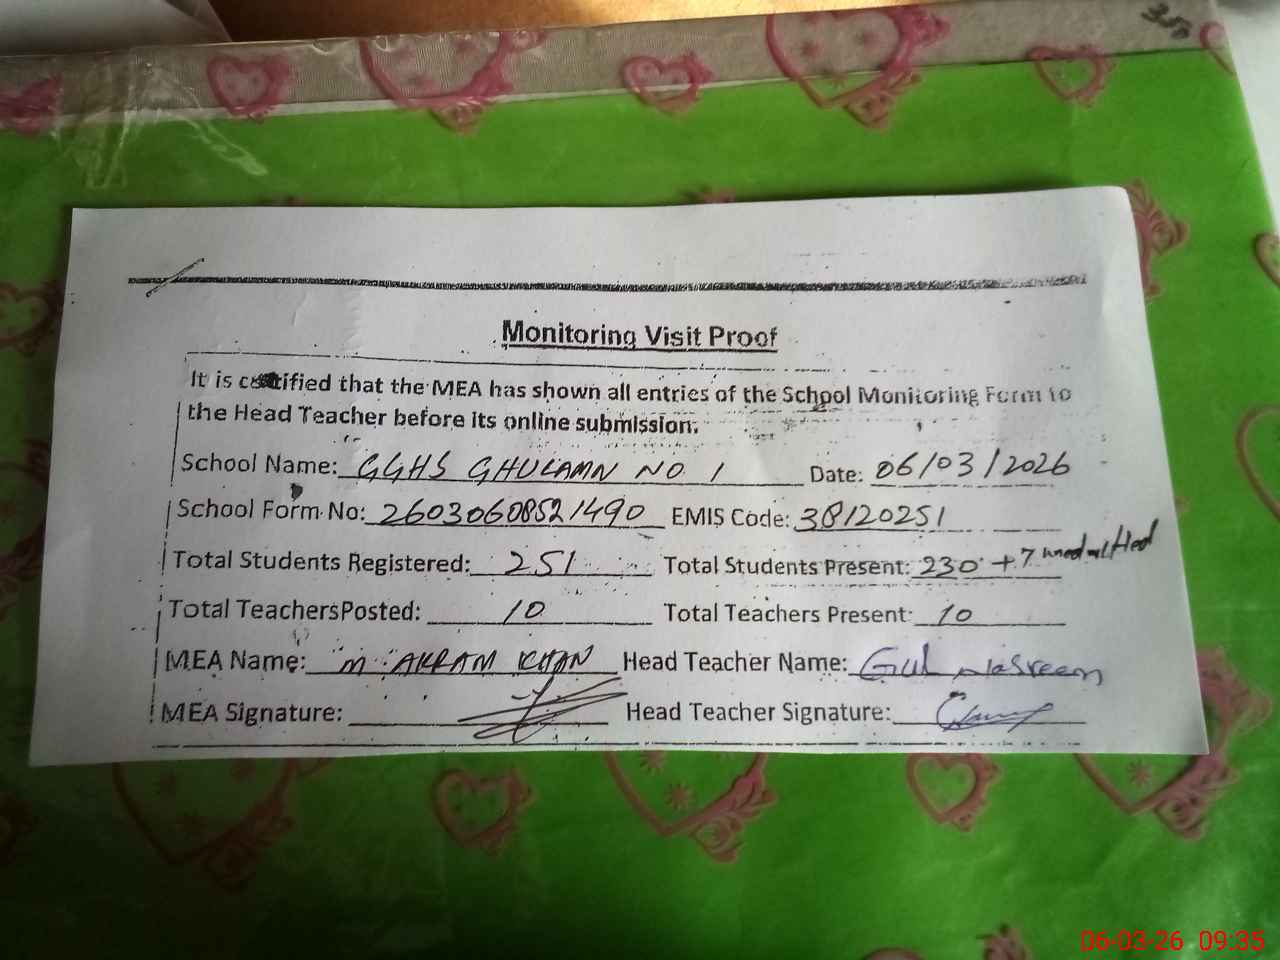 350
Monitoring Visit Proof
It is certified that the MEA has shown all entries of the School Monitoring Form to
the Head Teacher before its online submission.
School Name: GGHS GHULAMN NO. 1 Date: 06/03/2026
School Form No: 26030608521490 EMIS Code: 38120251
Total Students Registered: 251 Total Students Present: 230 + 7
Total Teachers Posted: 10 Total Teachers Present: 10
MEA Name: M. AKRAM KHAN Head Teacher Name: Gul Nasreen
MEA Signature: Head Teacher Signature:
06-03-26 09:35